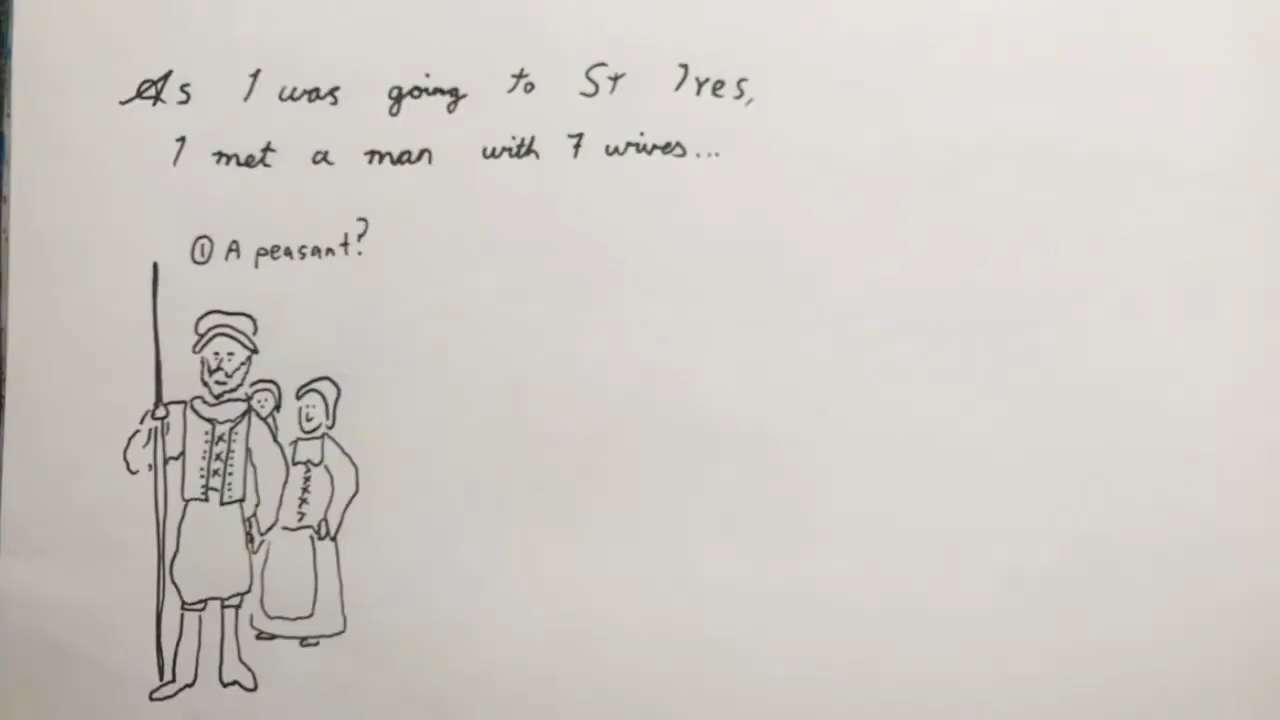 As I was going to St Ives,
I met a man with 7 wives...
① A peasant?